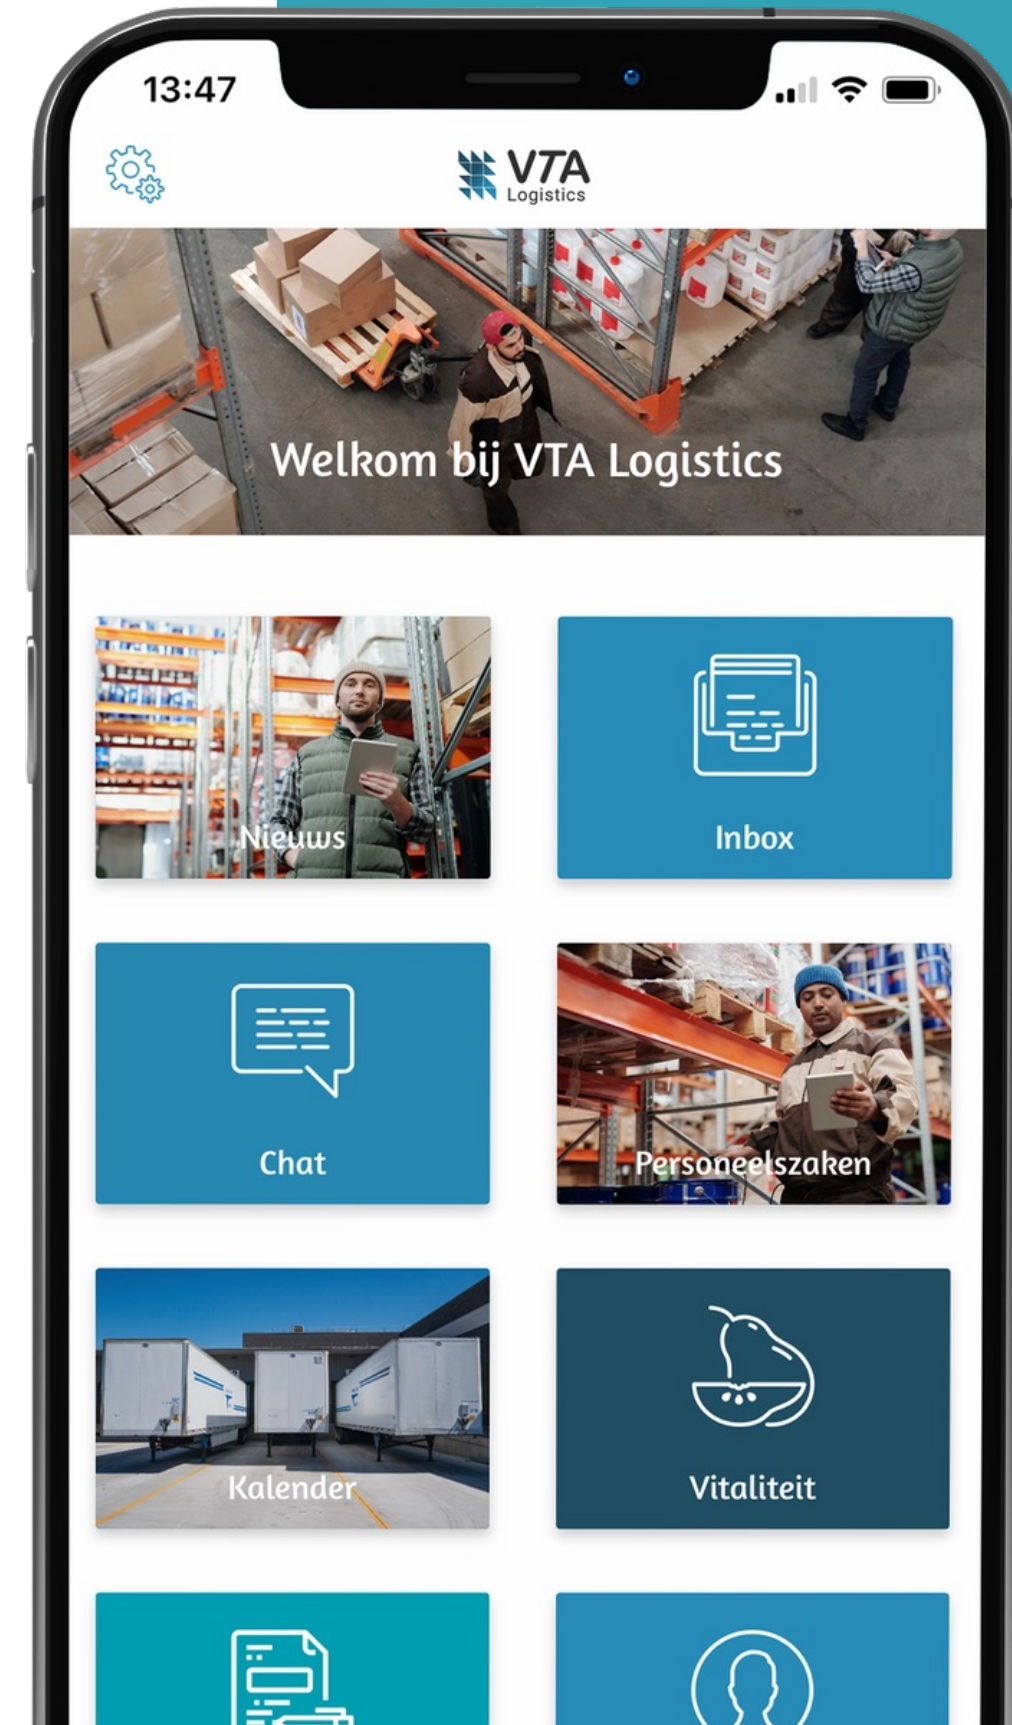 13:47
VTA
Logistics
Welkom bij VTA Logistics
Nieuws
Inbox
Chat
Personeelszaken
Kalender
Vitaliteit